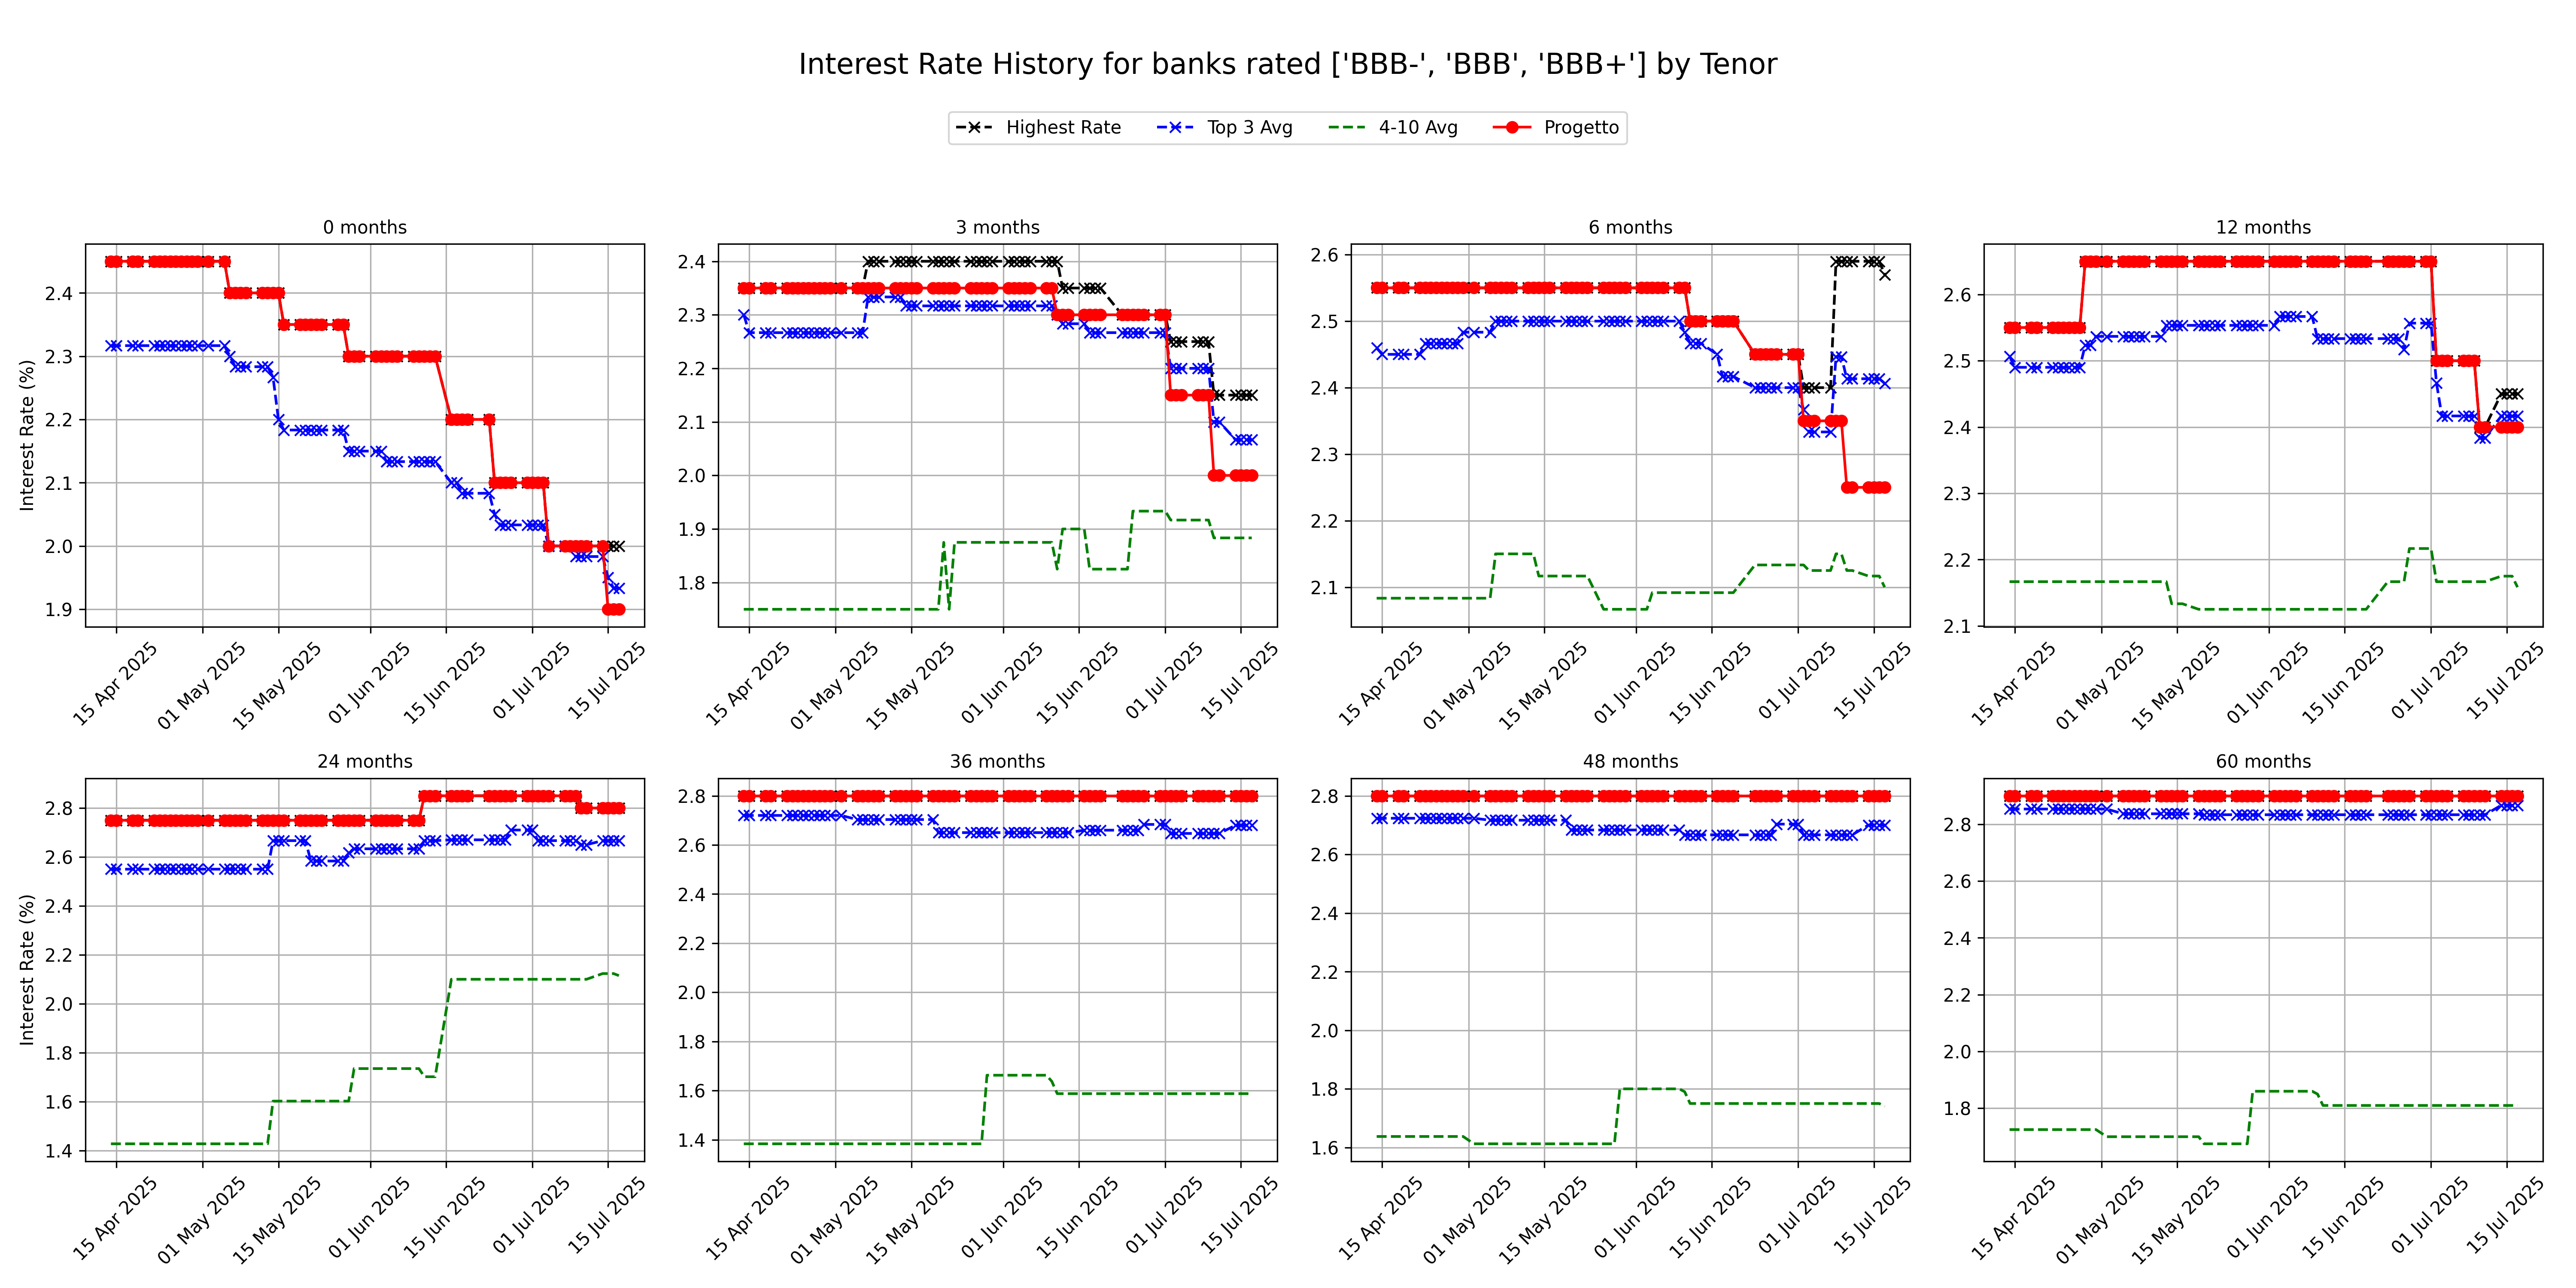 Interest Rate History for banks rated ['BBB-', 'BBB', 'BBB+'] by Tenor
Highest Rate Top 3 Avg 4-10 Avg Progetto
0 months
Interest Rate (%)
2.4
2.3
2.2
2.1
2.0
1.9
15 Apr 2025 01 May 2025 15 May 2025 01 Jun 2025 15 Jun 2025 01 Jul 2025 15 Jul 2025
3 months
2.4
2.3
2.2
2.1
2.0
1.9
1.8
15 Apr 2025 01 May 2025 15 May 2025 01 Jun 2025 15 Jun 2025 01 Jul 2025 15 Jul 2025
6 months
2.6
2.5
2.4
2.3
2.2
2.1
15 Apr 2025 01 May 2025 15 May 2025 01 Jun 2025 15 Jun 2025 01 Jul 2025 15 Jul 2025
12 months
2.6
2.5
2.4
2.3
2.2
2.1
15 Apr 2025 01 May 2025 15 May 2025 01 Jun 2025 15 Jun 2025 01 Jul 2025 15 Jul 2025
24 months
Interest Rate (%)
2.8
2.6
2.4
2.2
2.0
1.8
1.6
1.4
15 Apr 2025 01 May 2025 15 May 2025 01 Jun 2025 15 Jun 2025 01 Jul 2025 15 Jul 2025
36 months
2.8
2.6
2.4
2.2
2.0
1.8
1.6
1.4
15 Apr 2025 01 May 2025 15 May 2025 01 Jun 2025 15 Jun 2025 01 Jul 2025 15 Jul 2025
48 months
2.8
2.6
2.4
2.2
2.0
1.8
1.6
15 Apr 2025 01 May 2025 15 May 2025 01 Jun 2025 15 Jun 2025 01 Jul 2025 15 Jul 2025
60 months
2.8
2.6
2.4
2.2
2.0
1.8
15 Apr 2025 01 May 2025 15 May 2025 01 Jun 2025 15 Jun 2025 01 Jul 2025 15 Jul 2025